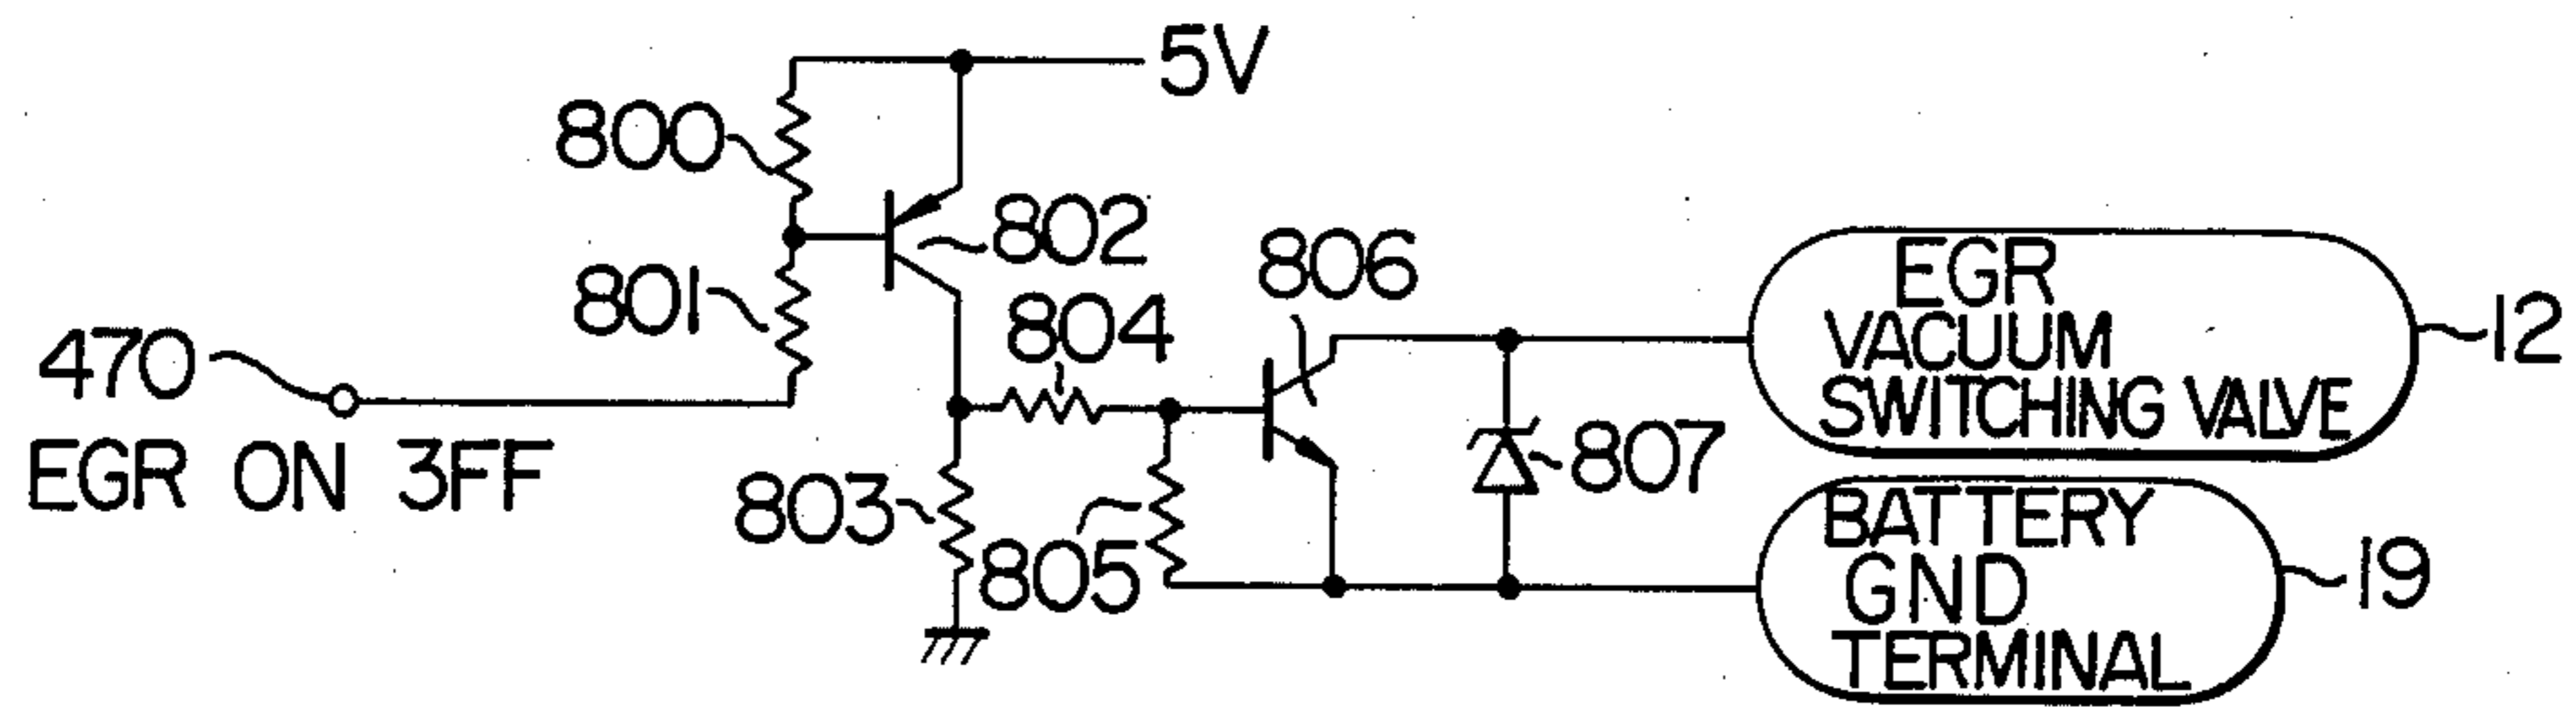 5V
800
802
806
EGR
VACUUM
SWITCHING VALVE
12
801
804
470
EGR ON 3FF
803
805
807
BATTERY
GND
TERMINAL
19